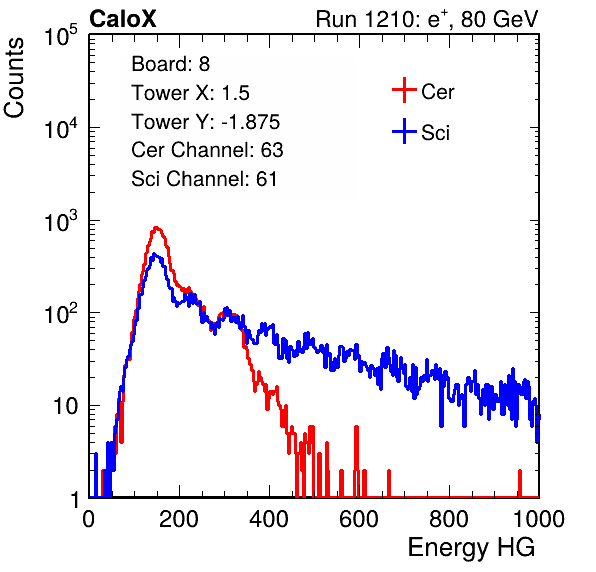 CaloX Run 1210: e⁺, 80 GeV
Counts
10⁵
10⁴
10³
10²
10
1
Board: 8
Tower X: 1.5
Tower Y: -1.875
Cer Channel: 63
Sci Channel: 61
Cer
Sci
0 200 400 600 800 1000
Energy HG